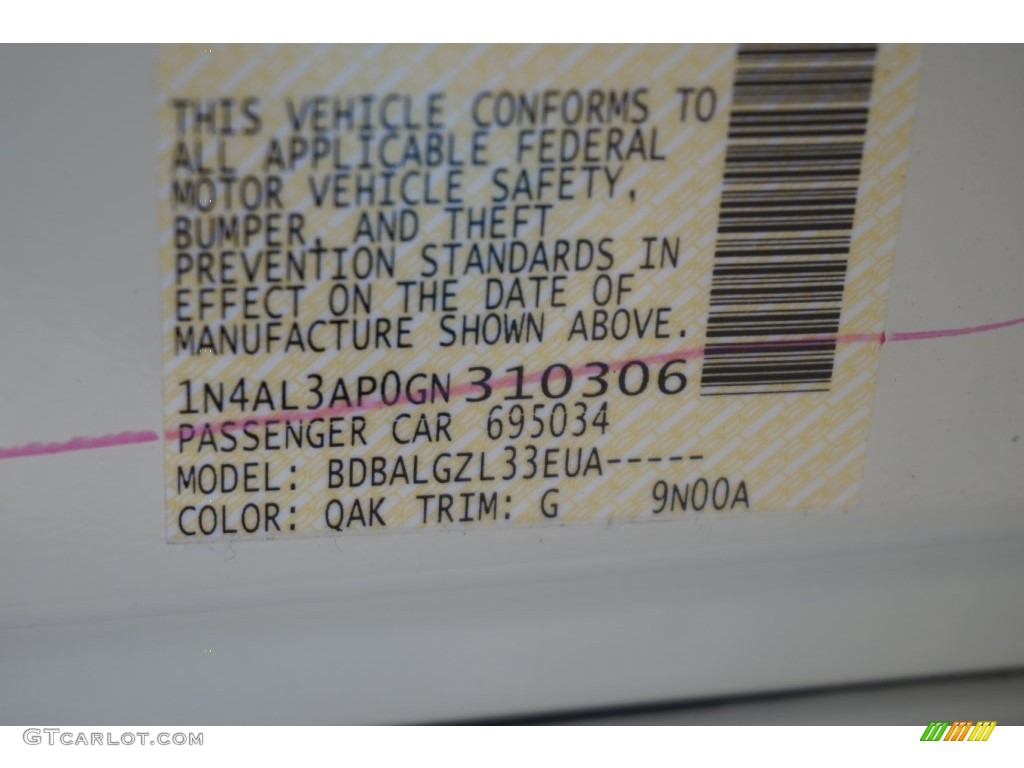 THIS VEHICLE CONFORMS TO
ALL APPLICABLE FEDERAL
MOTOR VEHICLE SAFETY,
BUMPER, AND THEFT
PREVENTION STANDARDS IN
EFFECT ON THE DATE OF
MANUFACTURE SHOWN ABOVE.
1N4AL3AP0GN310306
PASSENGER CAR 695034
MODEL: BDBALGZL33EUA-----
COLOR: QAK TRIM: G 9N00A
GTCARLOT.COM